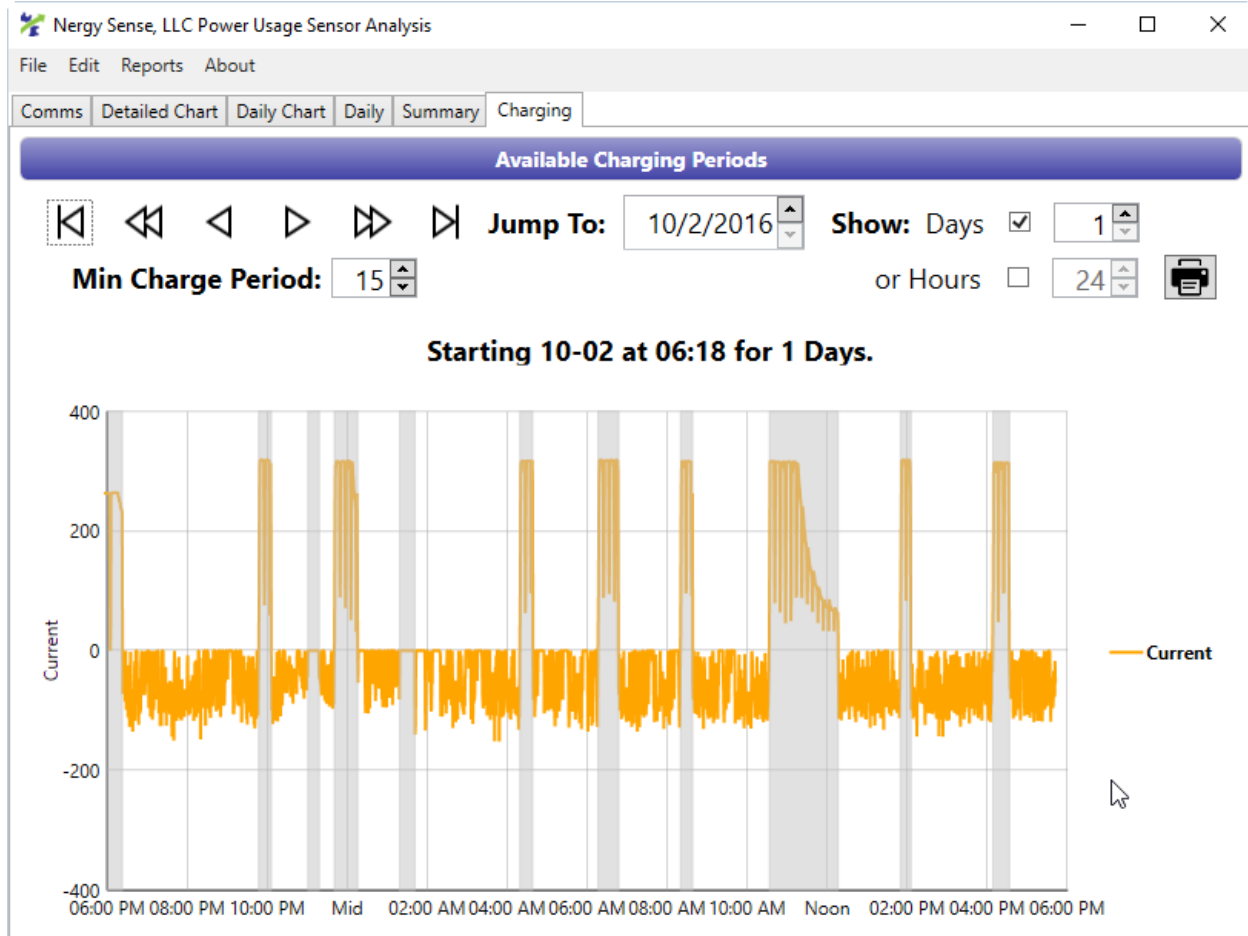 Nergy Sense, LLC Power Usage Sensor Analysis
File Edit Reports About
Comms Detailed Chart Daily Chart Daily Summary Charging
Available Charging Periods
Jump To: 10/2/2016 Show: Days 1
Min Charge Period: 15 or Hours 24
Starting 10-02 at 06:18 for 1 Days.
400
200
0
-200
-400
Current
Current
06:00 PM 08:00 PM 10:00 PM Mid 02:00 AM 04:00 AM 06:00 AM 08:00 AM 10:00 AM Noon 02:00 PM 04:00 PM 06:00 PM